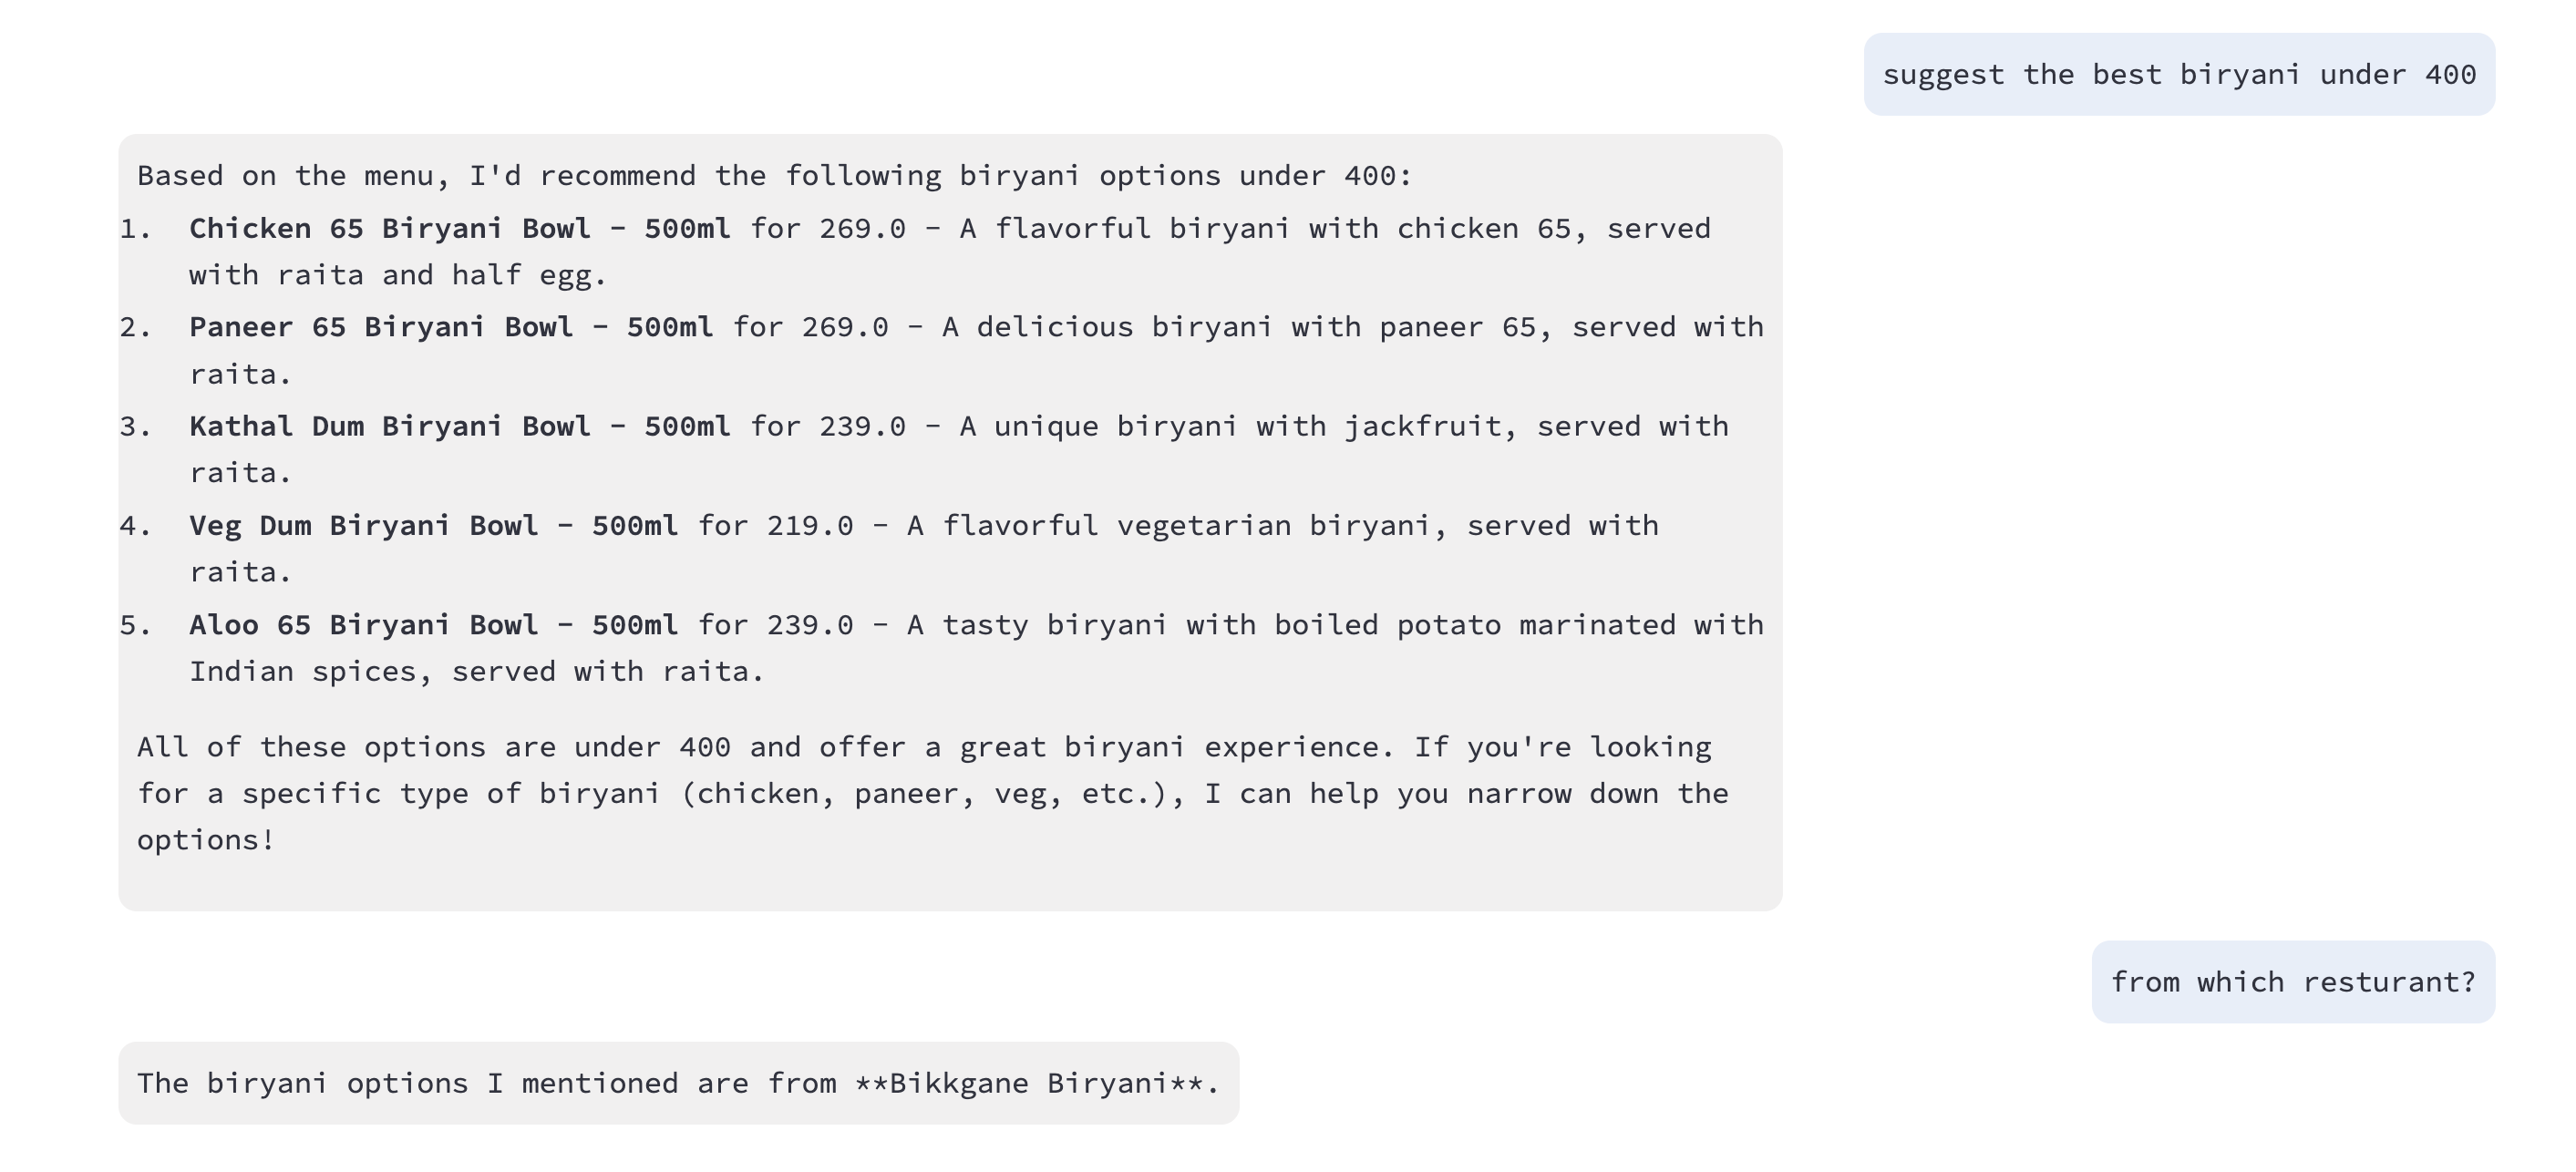 suggest the best biryani under 400
Based on the menu, I'd recommend the following biryani options under 400:
1. Chicken 65 Biryani Bowl - 500ml for 269.0 - A flavorful biryani with chicken 65, served
with raita and half egg.
2. Paneer 65 Biryani Bowl - 500ml for 269.0 - A delicious biryani with paneer 65, served with
raita.
3. Kathal Dum Biryani Bowl - 500ml for 239.0 - A unique biryani with jackfruit, served with
raita.
4. Veg Dum Biryani Bowl - 500ml for 219.0 - A flavorful vegetarian biryani, served with
raita.
5. Aloo 65 Biryani Bowl - 500ml for 239.0 - A tasty biryani with boiled potato marinated with
Indian spices, served with raita.
All of these options are under 400 and offer a great biryani experience. If you're looking
for a specific type of biryani (chicken, paneer, veg, etc.), I can help you narrow down the
options!
from which resturant?
The biryani options I mentioned are from **Bikkgane Biryani**.